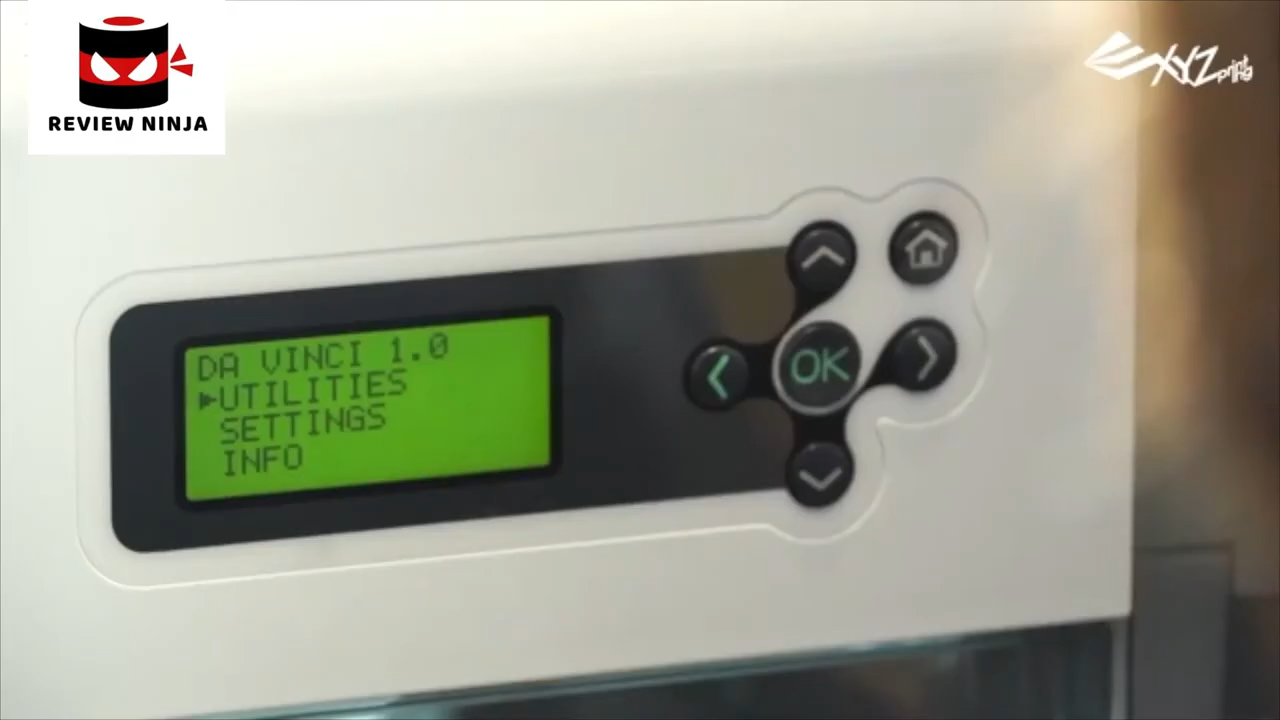 REVIEW NINJA
XYZprinting
DA VINCI 1.0
UTILITIES
SETTINGS
INFO
OK